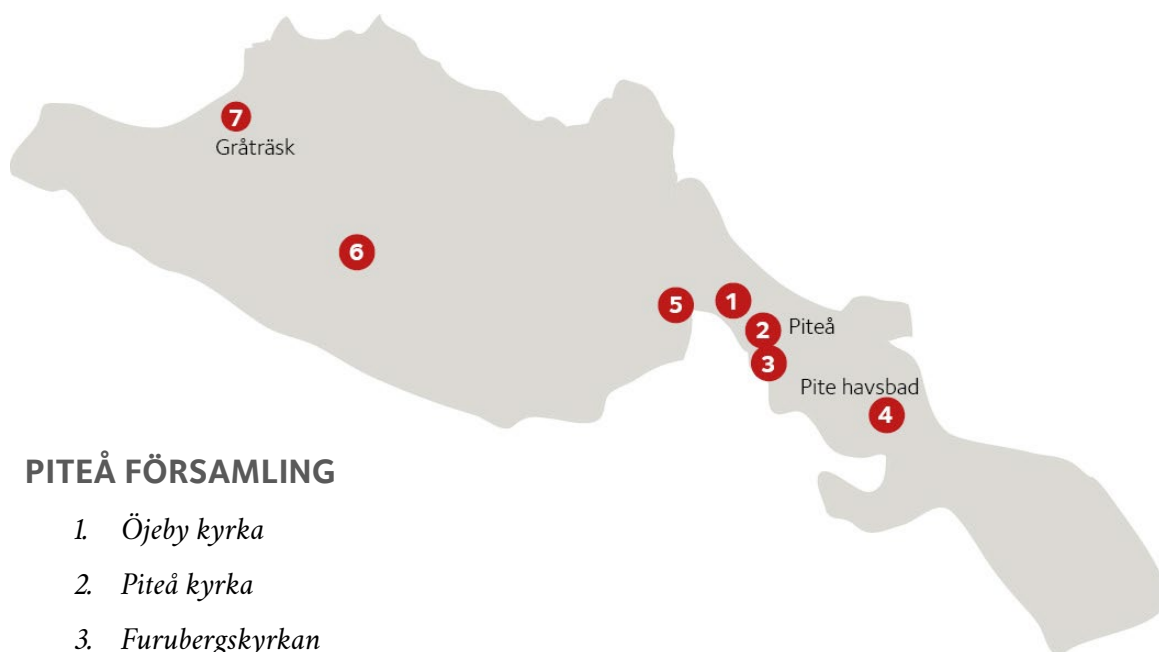 7
Gråträsk
6
5
1
2
Piteå
3
Pite havsbad
4
PITEÅ FÖRSAMLING
1. Öjeby kyrka
2. Piteå kyrka
3. Furubergskyrkan